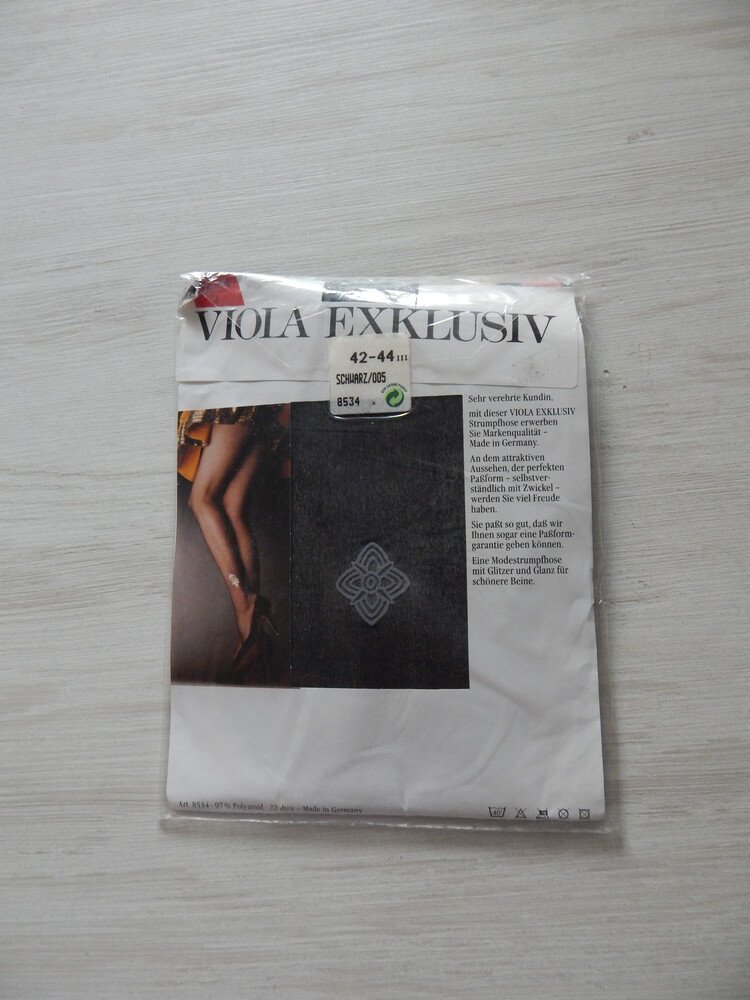 VIOLA EXKLUSIV
42-44 III
SCHWARZ/005
8534
Sehr verehrte Kundin,
mit dieser VIOLA EXKLUSIV
Strumpfhose erwerben
Sie Markenqualität –
Made in Germany.
An dem attraktiven
Aussehen, der perfekten
Paßform – selbstver-
ständlich mit Zwickel –
werden Sie viel Freude
haben.
Sie paßt so gut, daß wir
Ihnen sogar eine Paßform-
garantie geben können.
Eine Modestrumpfhose
mit Glitzer und Glanz für
schönere Beine.
Art. 8534 · 97% Polyamid · 22 dtex – Made in Germany
40°